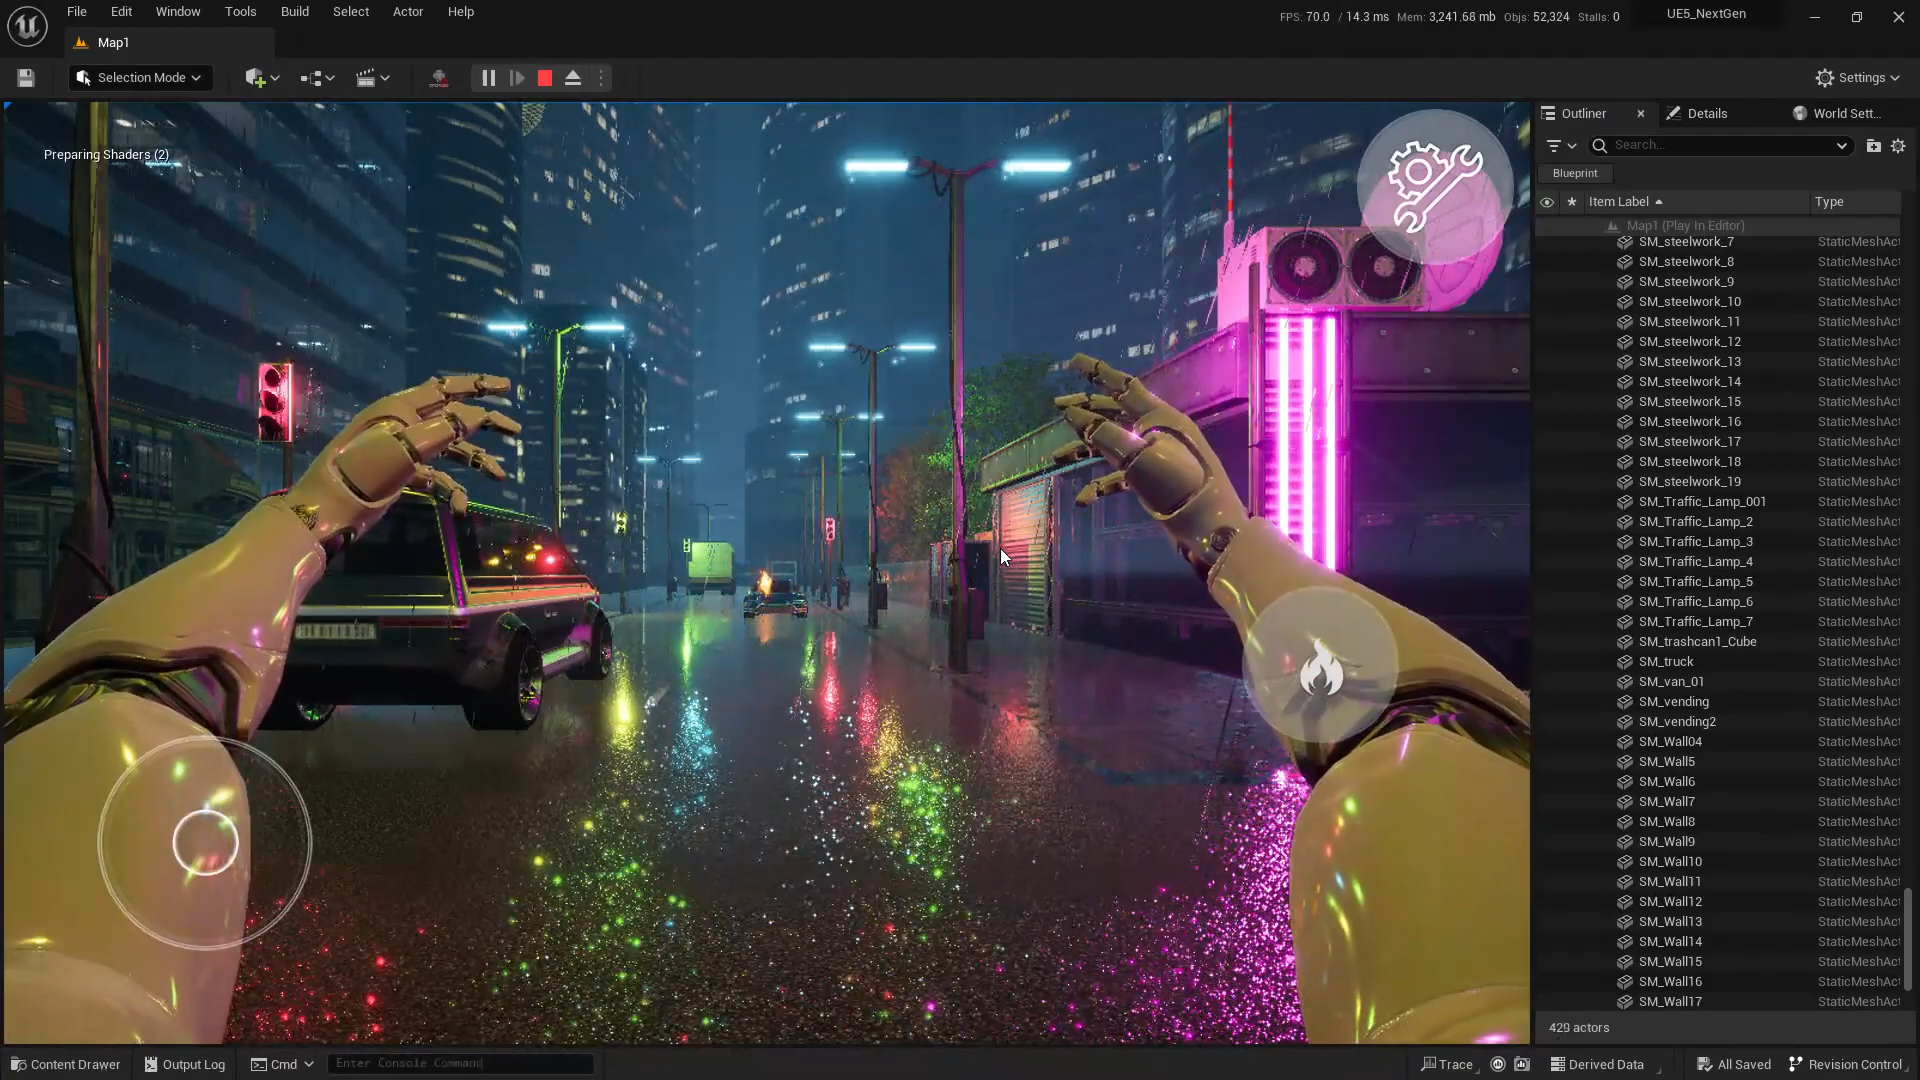 File Edit Window Tools Build Select Actor Help
FPS: 70.0 / 14.3 ms Mem: 3,241.68 mb Objs: 52,324 Stalls: 0
UE5_NextGen
Map1
Selection Mode
Settings
Preparing Shaders (2)
Outliner
Details
World Sett...
Search...
Blueprint
Item Label Type
Map1 (Play In Editor)
SM_steelwork_7 StaticMeshAct
SM_steelwork_8 StaticMeshAct
SM_steelwork_9 StaticMeshAct
SM_steelwork_10 StaticMeshAct
SM_steelwork_11 StaticMeshAct
SM_steelwork_12 StaticMeshAct
SM_steelwork_13 StaticMeshAct
SM_steelwork_14 StaticMeshAct
SM_steelwork_15 StaticMeshAct
SM_steelwork_16 StaticMeshAct
SM_steelwork_17 StaticMeshAct
SM_steelwork_18 StaticMeshAct
SM_steelwork_19 StaticMeshAct
SM_Traffic_Lamp_001 StaticMeshAct
SM_Traffic_Lamp_2 StaticMeshAct
SM_Traffic_Lamp_3 StaticMeshAct
SM_Traffic_Lamp_4 StaticMeshAct
SM_Traffic_Lamp_5 StaticMeshAct
SM_Traffic_Lamp_6 StaticMeshAct
SM_Traffic_Lamp_7 StaticMeshAct
SM_trashcan1_Cube StaticMeshAct
SM_truck StaticMeshAct
SM_van_01 StaticMeshAct
SM_vending StaticMeshAct
SM_vending2 StaticMeshAct
SM_Wall04 StaticMeshAct
SM_Wall5 StaticMeshAct
SM_Wall6 StaticMeshAct
SM_Wall7 StaticMeshAct
SM_Wall8 StaticMeshAct
SM_Wall9 StaticMeshAct
SM_Wall10 StaticMeshAct
SM_Wall11 StaticMeshAct
SM_Wall12 StaticMeshAct
SM_Wall13 StaticMeshAct
SM_Wall14 StaticMeshAct
SM_Wall15 StaticMeshAct
SM_Wall16 StaticMeshAct
SM_Wall17 StaticMeshAct
actors
Content Drawer
Output Log
Cmd
Enter Console Command
Trace
Derived Data
All Saved
Revision Control